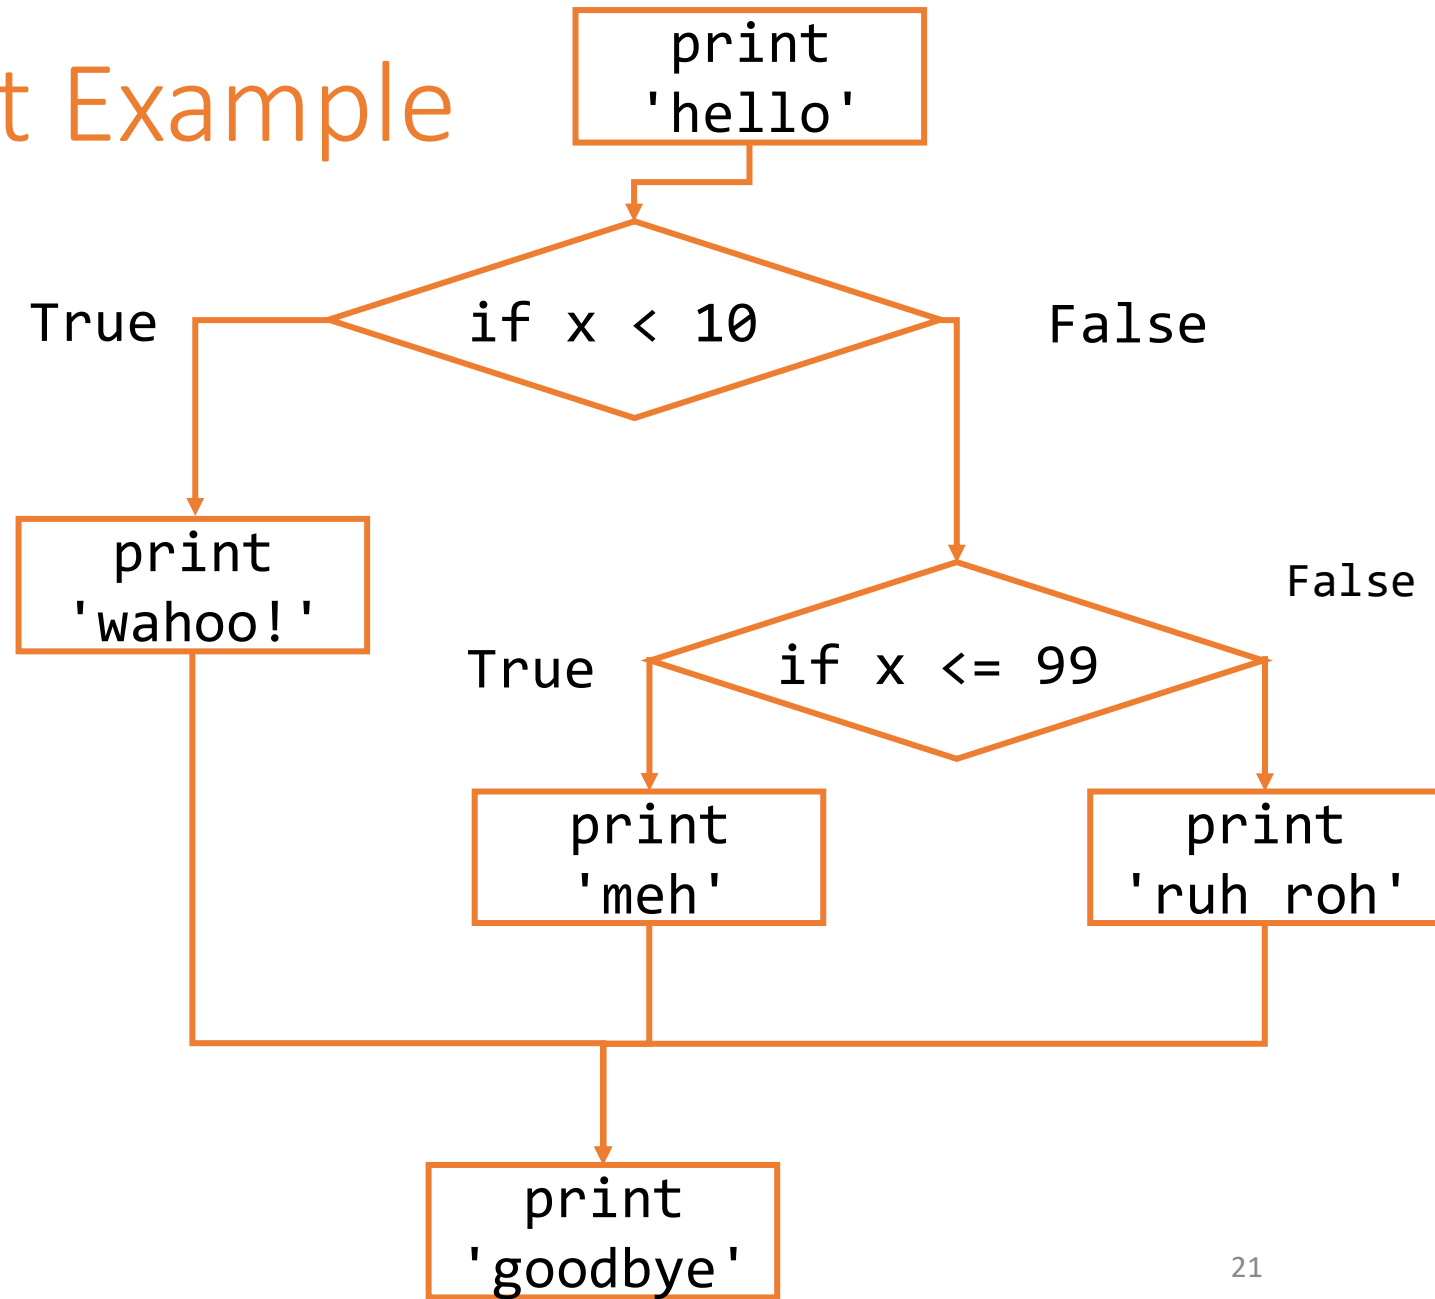 t Example
print
'hello'
if x < 10
True
False
print
'wahoo!'
False
True
if x <= 99
print
'meh'
print
'ruh roh'
print
'goodbye'
21